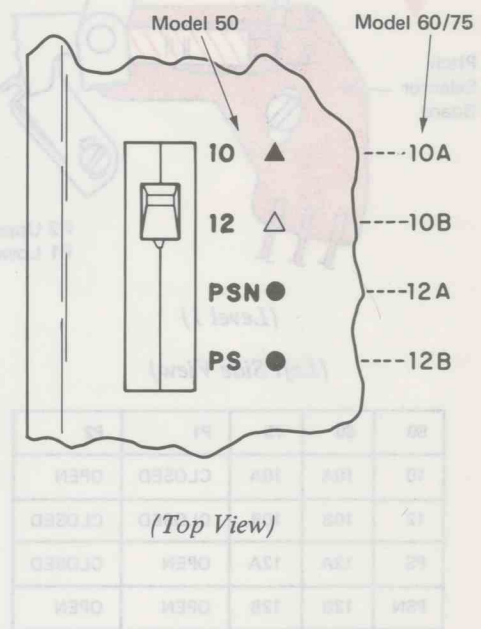 Model 50 Model 60/75
10 ▲ ----10A
12 △ ----10B
PSN ● ---12A
PS ● ----12B
(Top View)